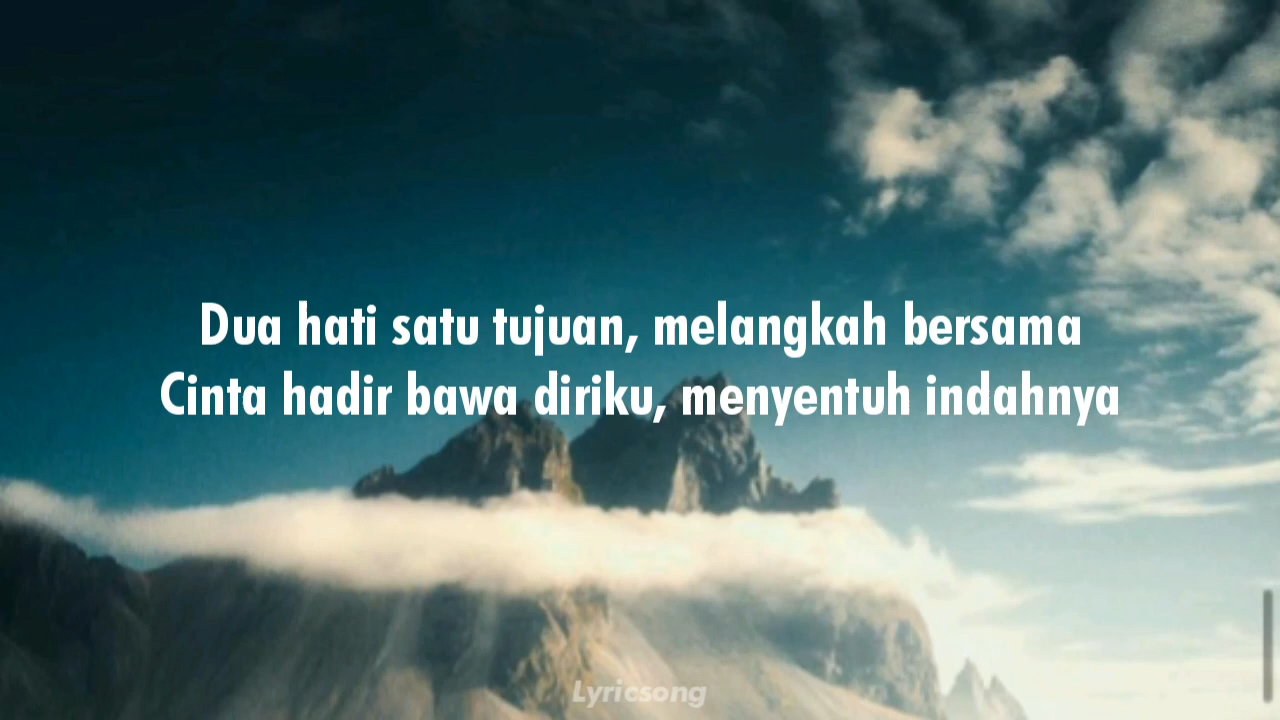 Dua hati satu tujuan, melangkah bersama
Cinta hadir bawa diriku, menyentuh indahnya
Lyricsong